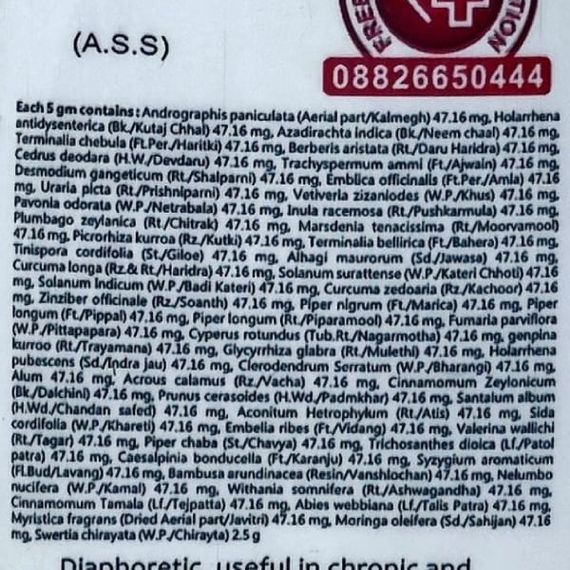 (A.S.S)
08826650444
Each 5 gm contains : Andrographis paniculata (Aerial part/Kalmegh) 47.16 mg, Holarrhena
antidysenterica (Bk./Kutaj Chhal) 47.16 mg, Azadirachta indica (Bk./Neem chaal) 47.16 mg,
Terminalia chebula (Ft.Per./Haritki) 47.16 mg, Berberis aristata (Rt./Daru Haridra) 47.16 mg,
Cedrus deodara (H.W./Devdaru) 47.16 mg, Trachyspermum ammi (Ft./Ajwain) 47.16 mg,
Desmodium gangeticum (Rt./Shalparni) 47.16 mg, Emblica officinalis (Ft.Per./Amla) 47.16
mg, Uraria picta (Rt./Prishniparni) 47.16 mg, Vetiveria zizaniodes (W.P./Khus) 47.16 mg,
Pavonia odorata (W.P./Netrabala) 47.16 mg, Inula racemosa (Rt./Pushkarmula) 47.16 mg,
Plumbago zeylanica (Rt./Chitrak) 47.16 mg, Marsdenia tenacissima (Rt./Moorvamool)
47.16 mg, Picrorhiza kurroa (Rz./Kutki) 47.16 mg, Terminalia bellirica (Ft./Bahera) 47.16 mg,
Tinispora cordifolia (St./Giloe) 47.16 mg, Alhagi maurorum (Sd./Jawasa) 47.16 mg,
Curcuma longa (Rz.& Rt./Haridra) 47.16 mg, Solanum surattense (W.P./Kateri Chhoti) 47.16
mg, Solanum Indicum (W.P./Badi Kateri) 47.16 mg, Curcuma zedoaria (Rz./Kachoor) 47.16
mg, Zinziber officinale (Rz./Soanth) 47.16 mg, Piper nigrum (Ft./Marica) 47.16 mg, Piper
longum (Ft./Pippal) 47.16 mg, Piper longum (Rt./Piparamool) 47.16 mg, Fumaria parviflora
(W.P./Pittapapara) 47.16 mg, Cyperus rotundus (Tub.Rt./Nagarmotha) 47.16 mg, genpina
kurroo (Rt./Trayamana) 47.16 mg, Glycyrrhiza glabra (Rt./Mulethi) 47.16 mg, Holarrhena
pubescens (Sd./Indra jau) 47.16 mg, Clerodendrum Serratum (W.P./Bharangi) 47.16 mg,
Alum 47.16 mg, Acrous calamus (Rz./Vacha) 47.16 mg, Cinnamomum Zeylonicum
(Bk./Dalchini) 47.16 mg, Prunus cerasoides (H.Wd./Padmkhar) 47.16 mg, Santalum album
(H.Wd./Chandan safed) 47.16 mg, Aconitum Hetrophylum (Rt./Atis) 47.16 mg, Sida
cordifolia (W.P./Khareti) 47.16 mg, Embelia ribes (Ft./Vidang) 47.16 mg, Valerina wallichi
(Rt./Tagar) 47.16 mg, Piper chaba (St./Chavya) 47.16 mg, Trichosanthes dioica (Lf./Patol
patra) 47.16 mg, Caesalpinia bonducella (Ft./Karanju) 47.16 mg, Syzygium aromaticum
(Fl.Bud/Lavang) 47.16 mg, Bambusa arundinacea (Resin/Vanshlochan) 47.16 mg, Nelumbo
nucifera (W.P./Kamal) 47.16 mg, Withania somnifera (Rt./Ashwagandha) 47.16 mg,
Cinnamomum Tamala (Lf./Tejpatta) 47.16 mg, Abies webbiana (Lf./Talis Patra) 47.16 mg,
Myristica fragrans (Dried Aerial part/Javitri) 47.16 mg, Moringa oleifera (Sd./Sahijan) 47.16
mg, Swertia chirayata (W.P./Chirayta) 2.5 g
Diaphoretic, useful in chronic and